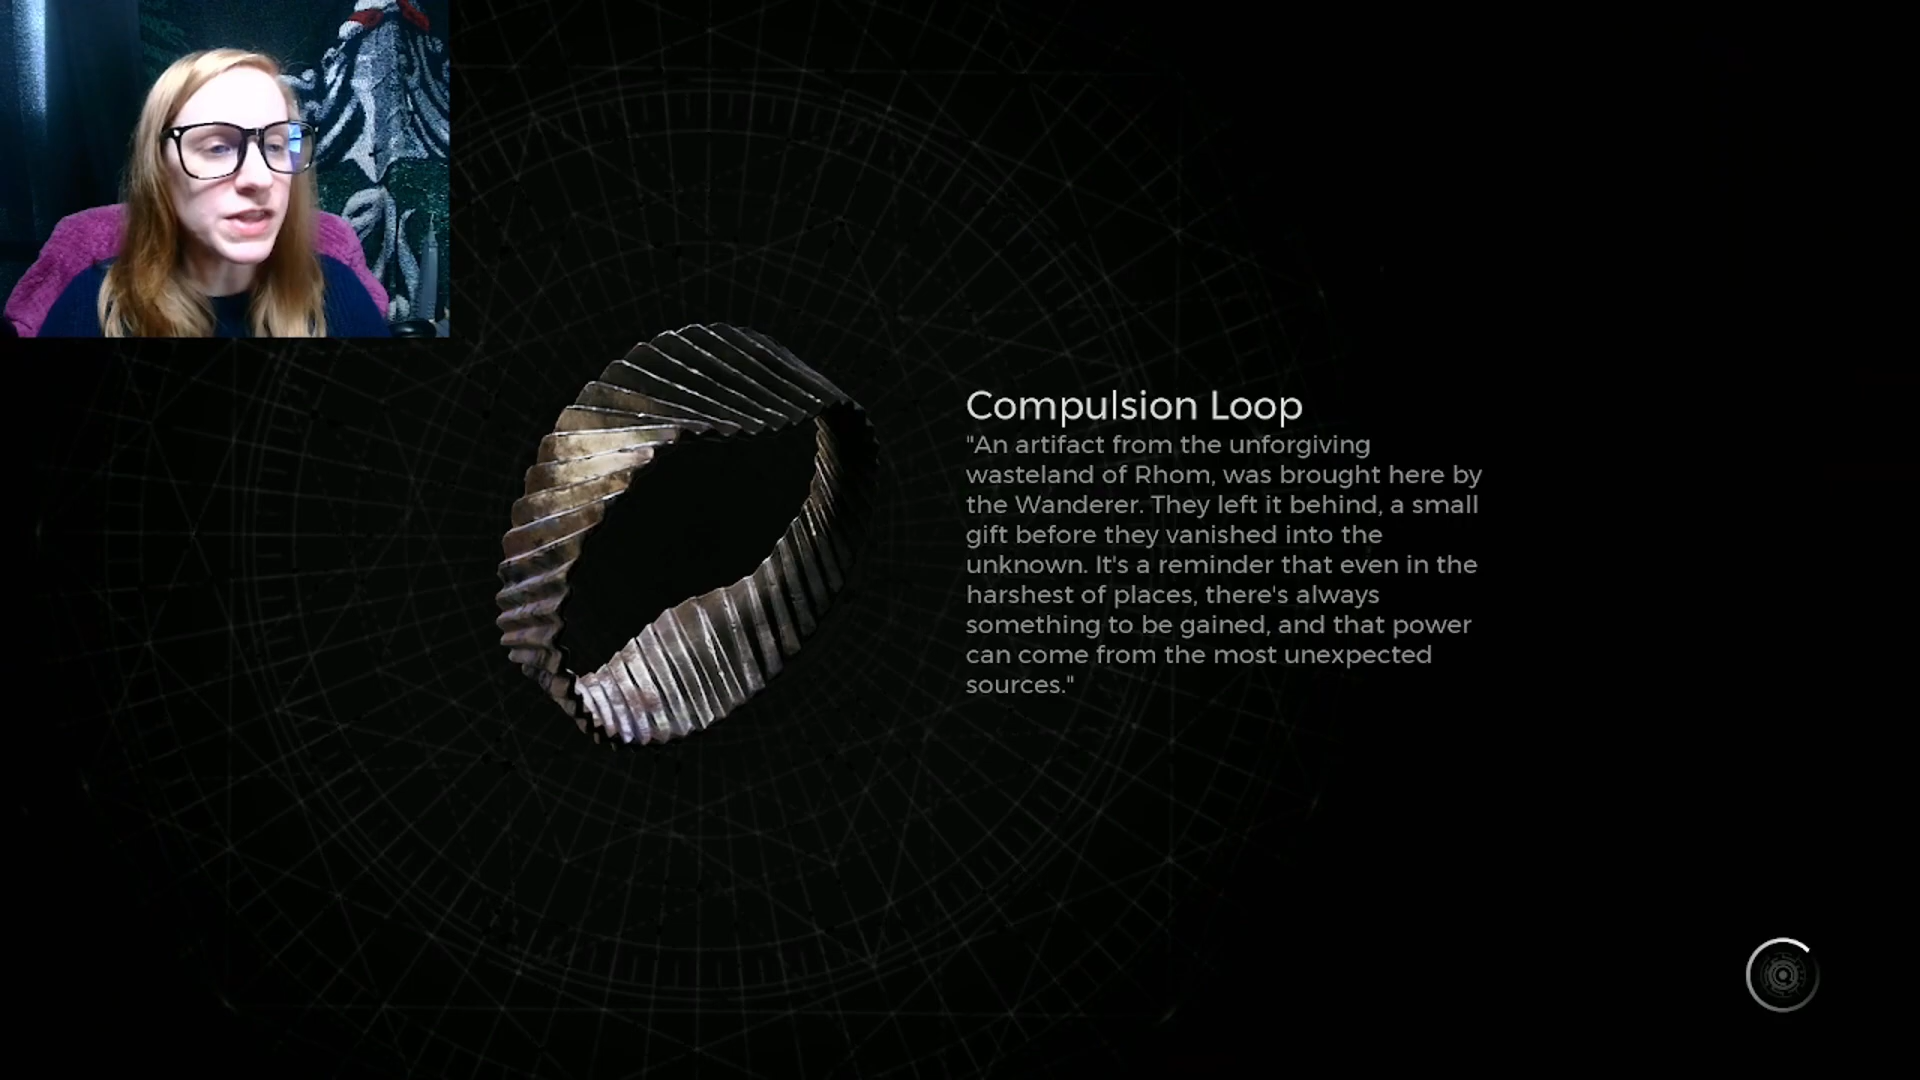 Compulsion Loop
"An artifact from the unforgiving
wasteland of Rhom, was brought here by
the Wanderer. They left it behind, a small
gift before they vanished into the
unknown. It's a reminder that even in the
harshest of places, there's always
something to be gained, and that power
can come from the most unexpected
sources."